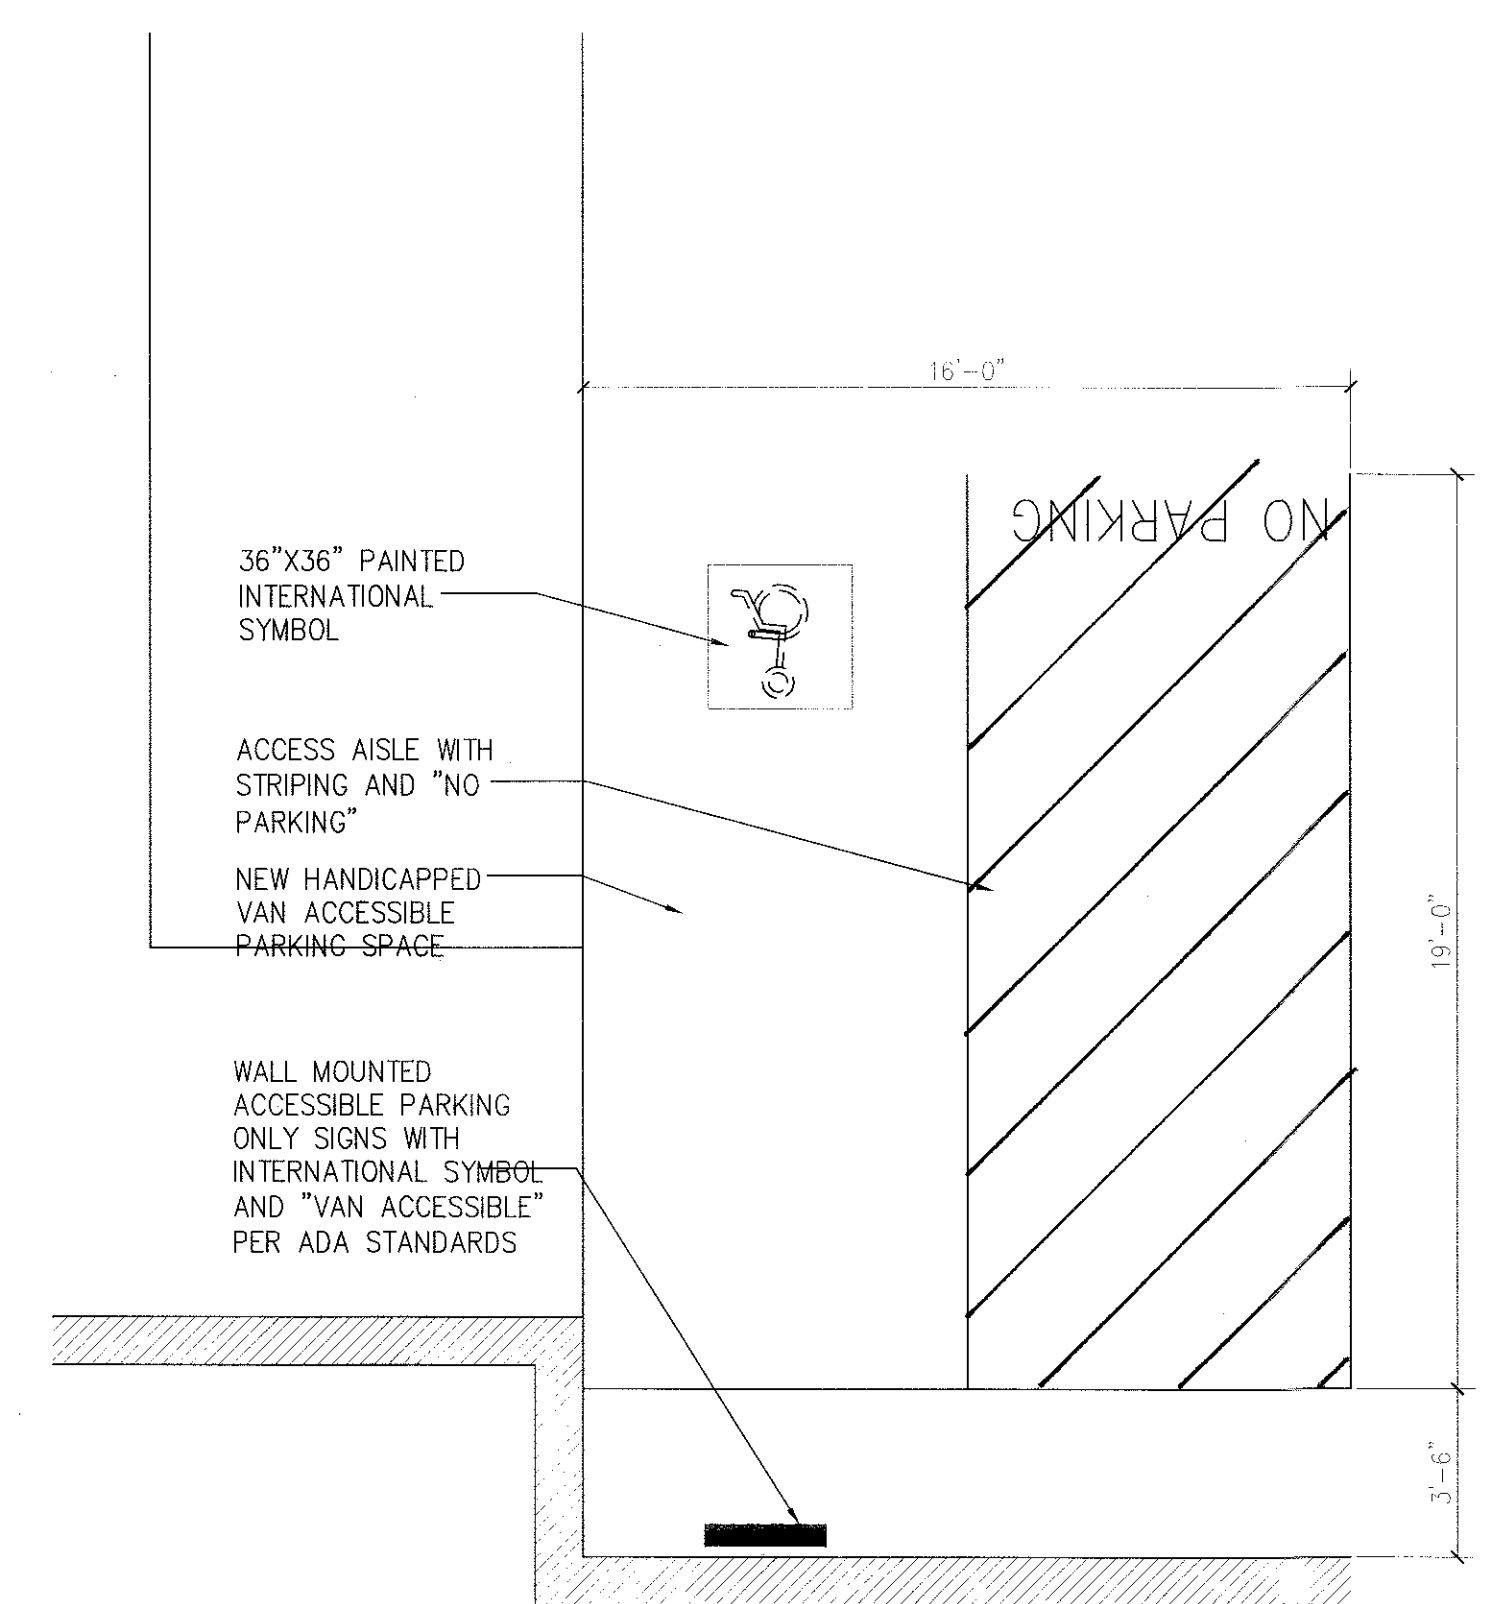 16'-0"
NO PARKING
36"X36" PAINTED
INTERNATIONAL
SYMBOL
ACCESS AISLE WITH
STRIPING AND "NO
PARKING"
NEW HANDICAPPED
VAN ACCESSIBLE
PARKING SPACE
19'-0"
WALL MOUNTED
ACCESSIBLE PARKING
ONLY SIGNS WITH
INTERNATIONAL SYMBOL
AND "VAN ACCESSIBLE"
PER ADA STANDARDS
3'-6"